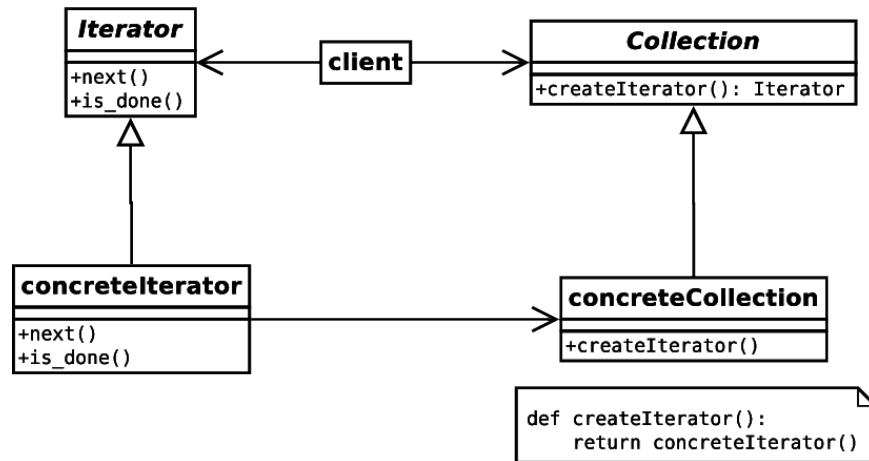 Iterator
+next()
+is_done()
client
Collection
+createIterator(): Iterator
concreteIterator
+next()
+is_done()
concreteCollection
+createIterator()
def createIterator():
    return concreteIterator()